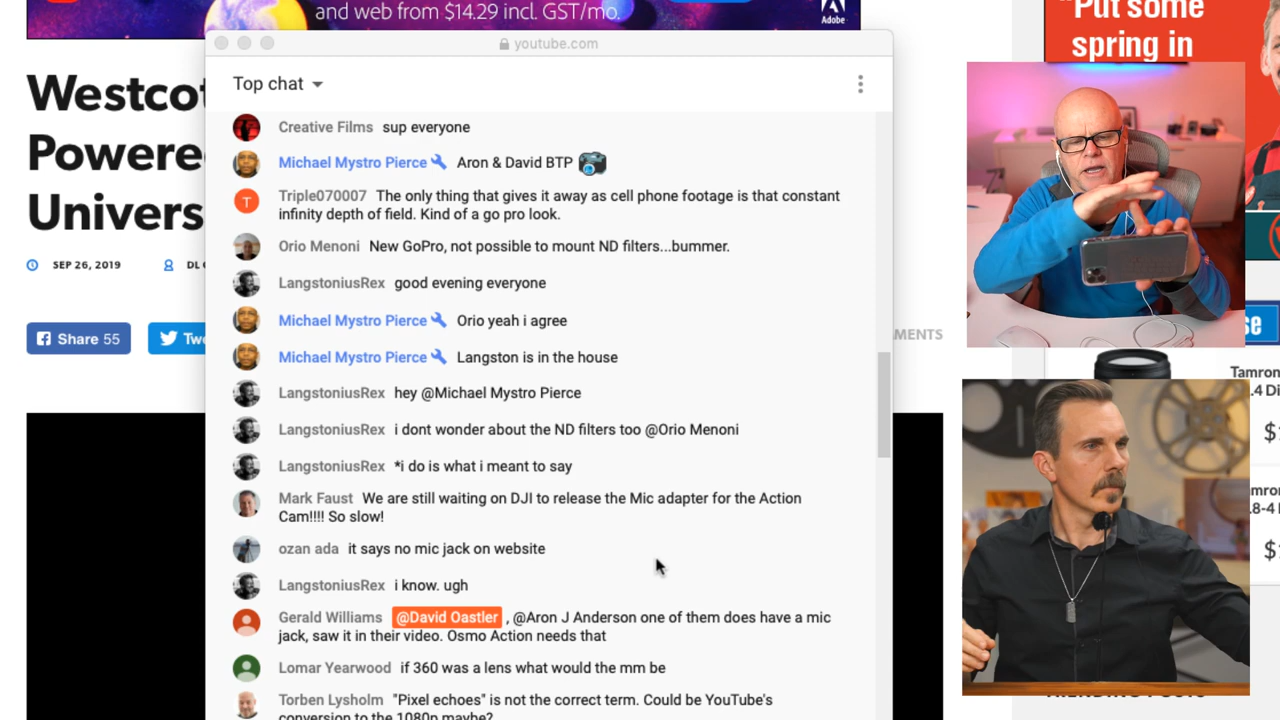 and web from $14.29 incl. GST/mo.
Adobe
"Put some
spring in
youtube.com
Westcot
Powere
Univers
SEP 26, 2019
DL
Share 55
Twe
MENTS
se
Tamron
.4 Di
$
mron
.8-4
$
Top chat
Creative Films sup everyone
Michael Mystro Pierce Aron & David BTP
Triple070007 The only thing that gives it away as cell phone footage is that constant
infinity depth of field. Kind of a go pro look.
Orio Menoni New GoPro, not possible to mount ND filters...bummer.
LangstoniusRex good evening everyone
Michael Mystro Pierce Orio yeah i agree
Michael Mystro Pierce Langston is in the house
LangstoniusRex hey @Michael Mystro Pierce
LangstoniusRex i dont wonder about the ND filters too @Orio Menoni
LangstoniusRex *i do is what i meant to say
Mark Faust We are still waiting on DJI to release the Mic adapter for the Action
Cam!!!! So slow!
ozan ada it says no mic jack on website
LangstoniusRex i know. ugh
Gerald Williams @David Oastler , @Aron J Anderson one of them does have a mic
jack, saw it in their video. Osmo Action needs that
Lomar Yearwood if 360 was a lens what would the mm be
T
Torben Lysholm "Pixel echoes" is not the correct term. Could be YouTube's
conversion to the 1080p maybe?